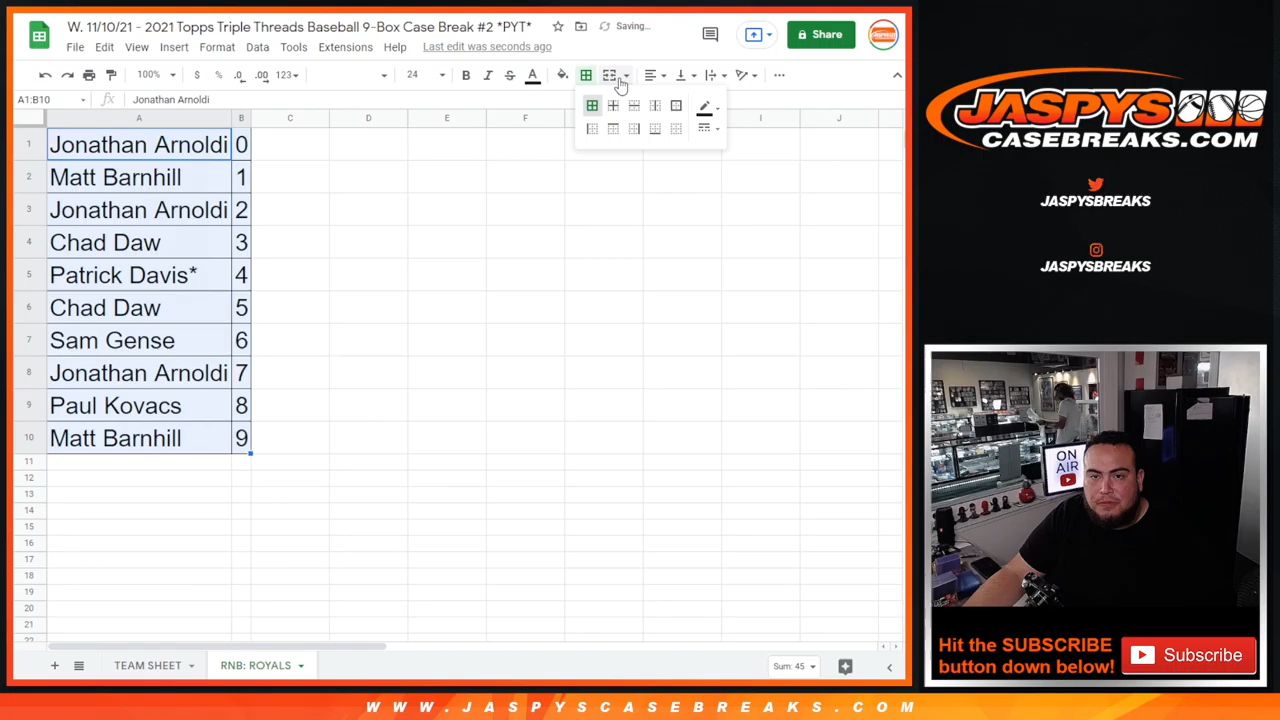 W. 11/10/21 - 2021 Topps Triple Threads Baseball 9-Box Case Break #2 *PYT*
Saving...
Share
File Edit View Insert Format Data Tools Extensions Help Last edit was seconds ago
100% $ % .0 .00 123 24 B I S A
A1:B10 fx Jonathan Arnoldi
A B C D E F I J
1 Jonathan Arnoldi 0
2 Matt Barnhill 1
3 Jonathan Arnoldi 2
4 Chad Daw 3
5 Patrick Davis* 4
6 Chad Daw 5
7 Sam Gense 6
8 Jonathan Arnoldi 7
9 Paul Kovacs 8
10 Matt Barnhill 9
11
12
13
14
15
16
17
18
19
20
21
22
TEAM SHEET RNB: ROYALS Sum: 45
JASPYS
CASEBREAKS.COM
JASPYSBREAKS
JASPYSBREAKS
ON
AIR
Hit the SUBSCRIBE
button down below!
Subscribe
WWW.JASPYSCASEBREAKS.COM